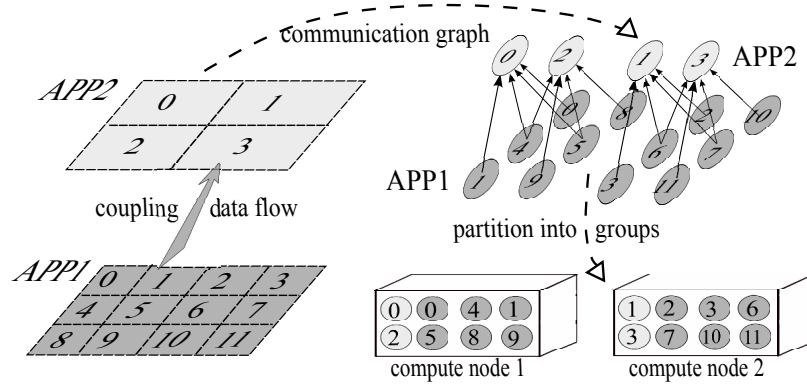 communication graph
APP2
0 1
2 3
coupling data flow
APP1
0 1 2 3
4 5 6 7
8 9 10 11
0 2 1 3 APP2
0 8 2 10
4 5 6 7
APP1 1 9 3 11
partition into groups
0 0 4 1
2 5 8 9
compute node 1
1 2 3 6
3 7 10 11
compute node 2